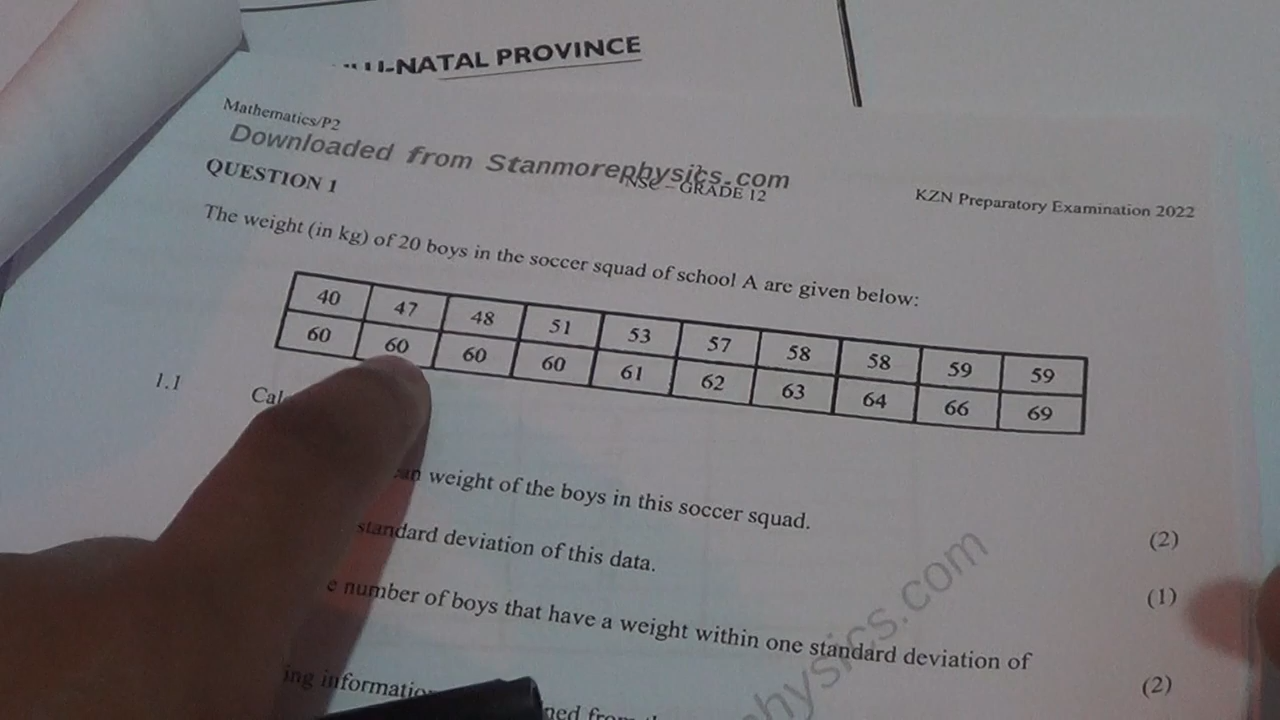 -NATAL PROVINCE
Mathematics/P2
Downloaded from Stanmorephysics.com
NSC – GRADE 12
KZN Preparatory Examination 2022
QUESTION 1
The weight (in kg) of 20 boys in the soccer squad of school A are given below:
40 47 48 51 53 57 58 58 59 59
60 60 60 60 61 62 63 64 66 69
1.1
weight of the boys in this soccer squad. (2)
standard deviation of this data. (1)
number of boys that have a weight within one standard deviation of (2)
physics.com